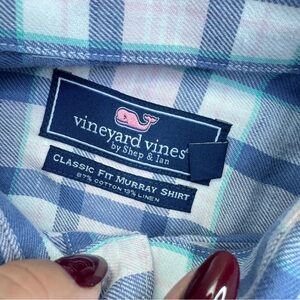 vineyard vines®
by Shep & Ian
CLASSIC FIT MURRAY SHIRT
87% COTTON 13% LINEN